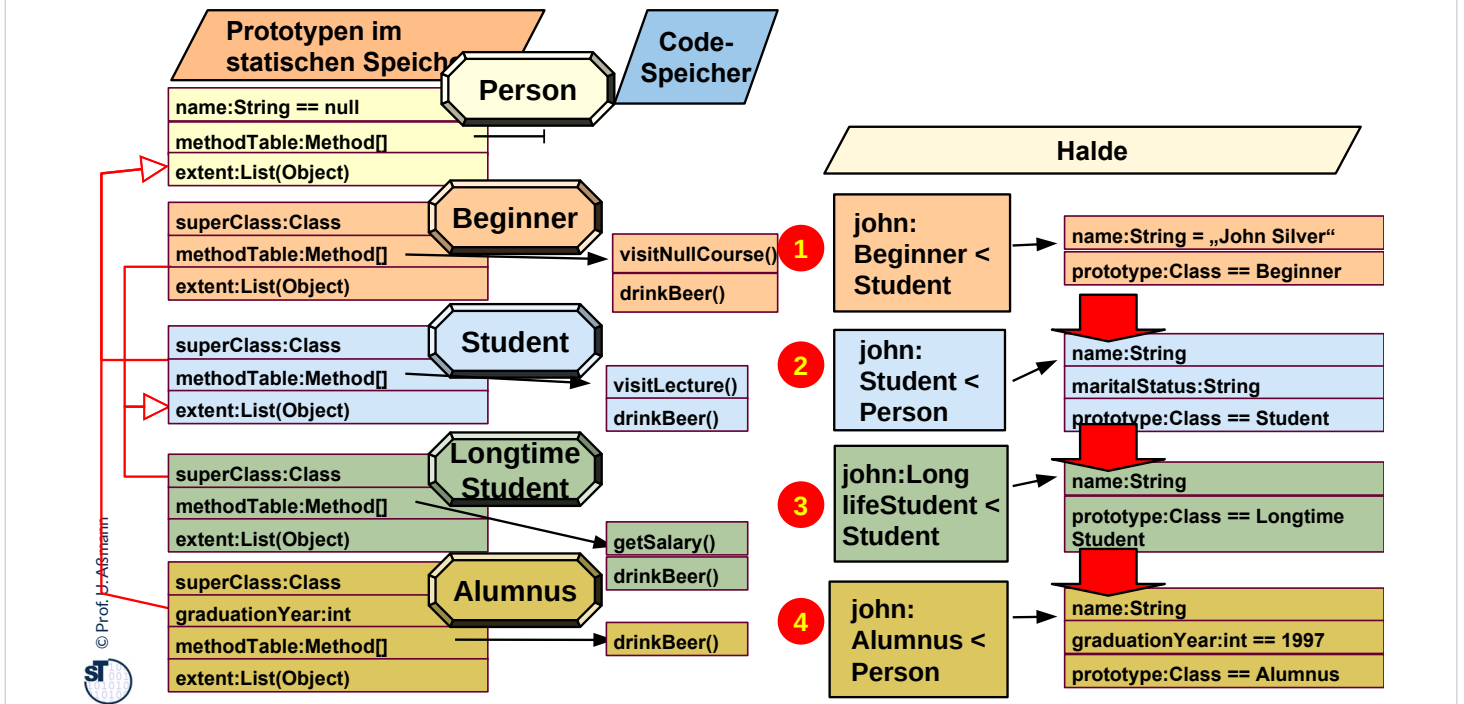 Prototypen im
statischen Speiche
Person
Code-
Speicher
name:String == null
methodTable:Method[]
extent:List(Object)
Halde
Beginner
superClass:Class
methodTable:Method[]
extent:List(Object)
visitNullCourse()
drinkBeer()
1
john:
Beginner <
Student
name:String = „John Silver“
prototype:Class == Beginner
Student
superClass:Class
methodTable:Method[]
extent:List(Object)
visitLecture()
drinkBeer()
2
john:
Student <
Person
name:String
maritalStatus:String
prototype:Class == Student
Longtime
Student
superClass:Class
methodTable:Method[]
extent:List(Object)
getSalary()
drinkBeer()
3
john:Long
lifeStudent <
Student
name:String
prototype:Class == Longtime
Student
Alumnus
superClass:Class
graduationYear:int
methodTable:Method[]
extent:List(Object)
drinkBeer()
4
john:
Alumnus <
Person
name:String
graduationYear:int == 1997
prototype:Class == Alumnus
© Prof. U. Aßmann
ST